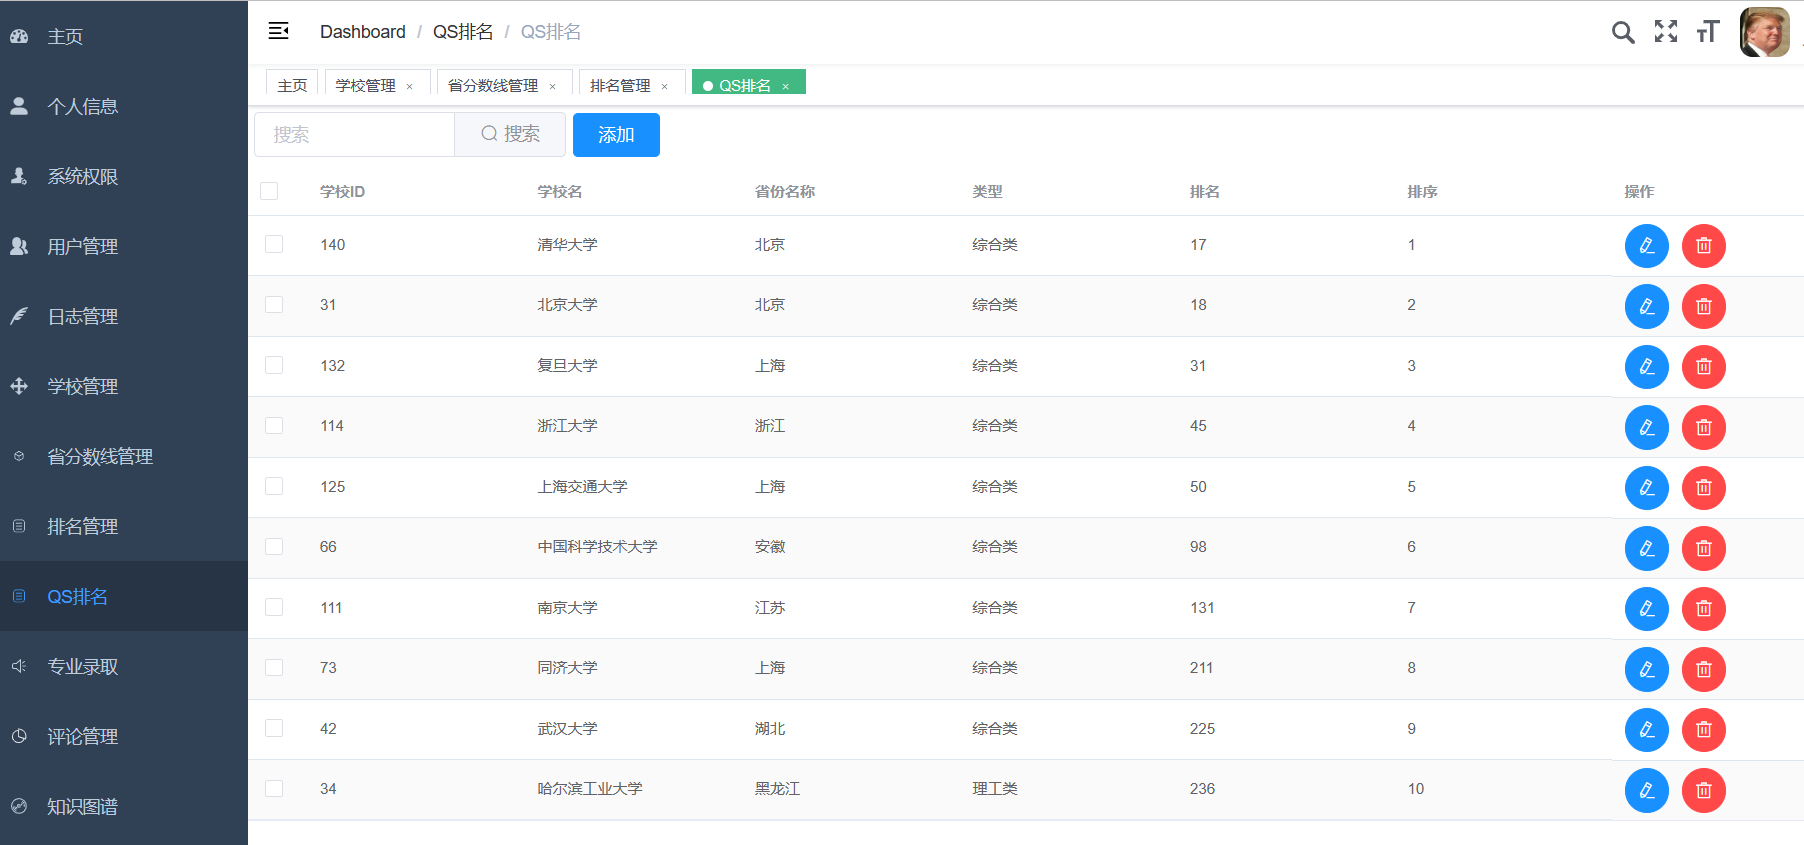 主页
个人信息
系统权限
用户管理
日志管理
学校管理
省分数线管理
排名管理
QS排名
专业录取
评论管理
知识图谱
Dashboard / QS排名 / QS排名
主页 学校管理 × 省分数线管理 × 排名管理 × QS排名 ×
搜索 搜索 添加
学校ID 学校名 省份名称 类型 排名 排序 操作
140 清华大学 北京 综合类 17 1
31 北京大学 北京 综合类 18 2
132 复旦大学 上海 综合类 31 3
114 浙江大学 浙江 综合类 45 4
125 上海交通大学 上海 综合类 50 5
66 中国科学技术大学 安徽 综合类 98 6
111 南京大学 江苏 综合类 131 7
73 同济大学 上海 综合类 211 8
42 武汉大学 湖北 综合类 225 9
34 哈尔滨工业大学 黑龙江 理工类 236 10